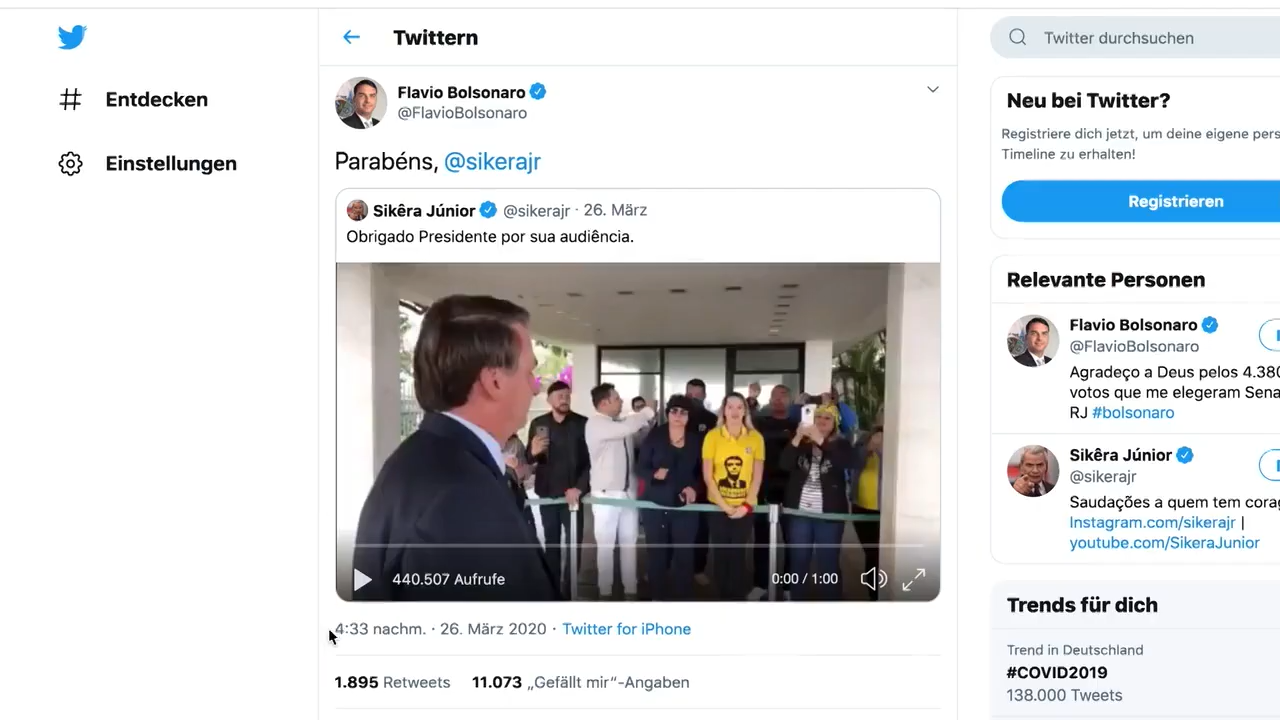 Twittern
Twitter durchsuchen
Entdecken
Einstellungen
Flavio Bolsonaro
@FlavioBolsonaro
Parabéns, @sikerajr
Sikêra Júnior @sikerajr · 26. März
Obrigado Presidente por sua audiência.
440.507 Aufrufe
0:00 / 1:00
4:33 nachm. · 26. März 2020 · Twitter for iPhone
1.895 Retweets 11.073 „Gefällt mir“-Angaben
Neu bei Twitter?
Registriere dich jetzt, um deine eigene pers
Timeline zu erhalten!
Registrieren
Relevante Personen
Flavio Bolsonaro
@FlavioBolsonaro
Agradeço a Deus pelos 4.380
votos que me elegeram Sena
RJ #bolsonaro
Sikêra Júnior
@sikerajr
Saudações a quem tem cora
Instagram.com/sikerajr |
youtube.com/SikeraJunior
Trends für dich
Trend in Deutschland
#COVID2019
138.000 Tweets